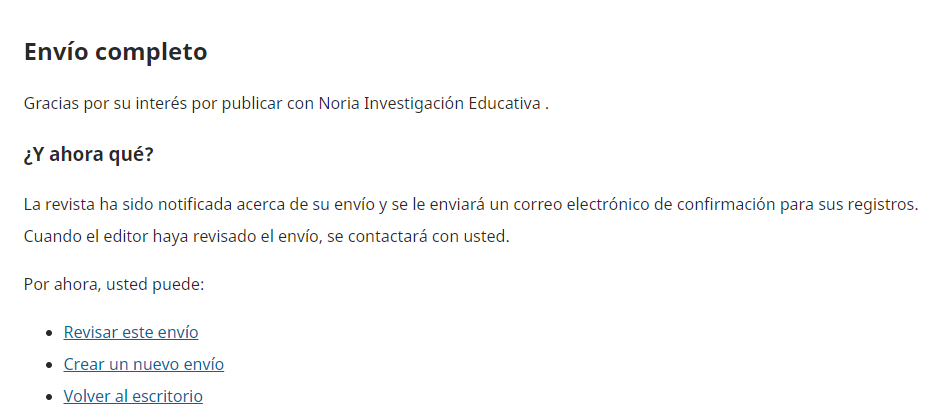 Envío completo
Gracias por su interés por publicar con Noria Investigación Educativa .
¿Y ahora qué?
La revista ha sido notificada acerca de su envío y se le enviará un correo electrónico de confirmación para sus registros.
Cuando el editor haya revisado el envío, se contactará con usted.
Por ahora, usted puede:
• Revisar este envío
• Crear un nuevo envío
• Volver al escritorio